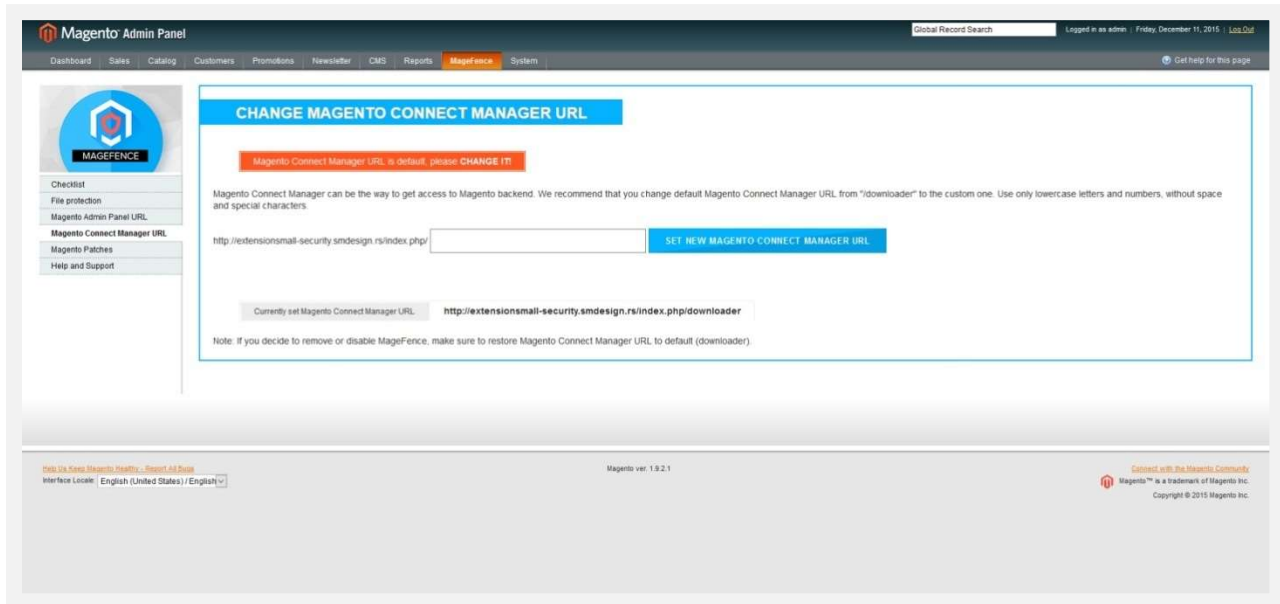 Magento Admin Panel
Global Record Search
Logged in as admin | Friday, December 11, 2015 | Log Out
Dashboard Sales Catalog Customers Promotions Newsletter CMS Reports MageFence System
Get help for this page
MAGEFENCE
Checklist
File protection
Magento Admin Panel URL
Magento Connect Manager URL
Magento Patches
Help and Support
CHANGE MAGENTO CONNECT MANAGER URL
Magento Connect Manager URL is default, please CHANGE IT!
Magento Connect Manager can be the way to get access to Magento backend. We recommend that you change default Magento Connect Manager URL from "/downloader" to the custom one. Use only lowercase letters and numbers, without space
and special characters.
http://extensionsmall-security.smdesign.rs/index.php/
SET NEW MAGENTO CONNECT MANAGER URL
Currently set Magento Connect Manager URL http://extensionsmall-security.smdesign.rs/index.php/downloader
Note: If you decide to remove or disable MageFence, make sure to restore Magento Connect Manager URL to default (downloader).
Help Us Keep Magento Healthy - Report All Bugs
Interface Locale: English (United States) / English
Magento ver. 1.9.2.1
Connect with the Magento Community
Magento™ is a trademark of Magento Inc.
Copyright © 2015 Magento Inc.